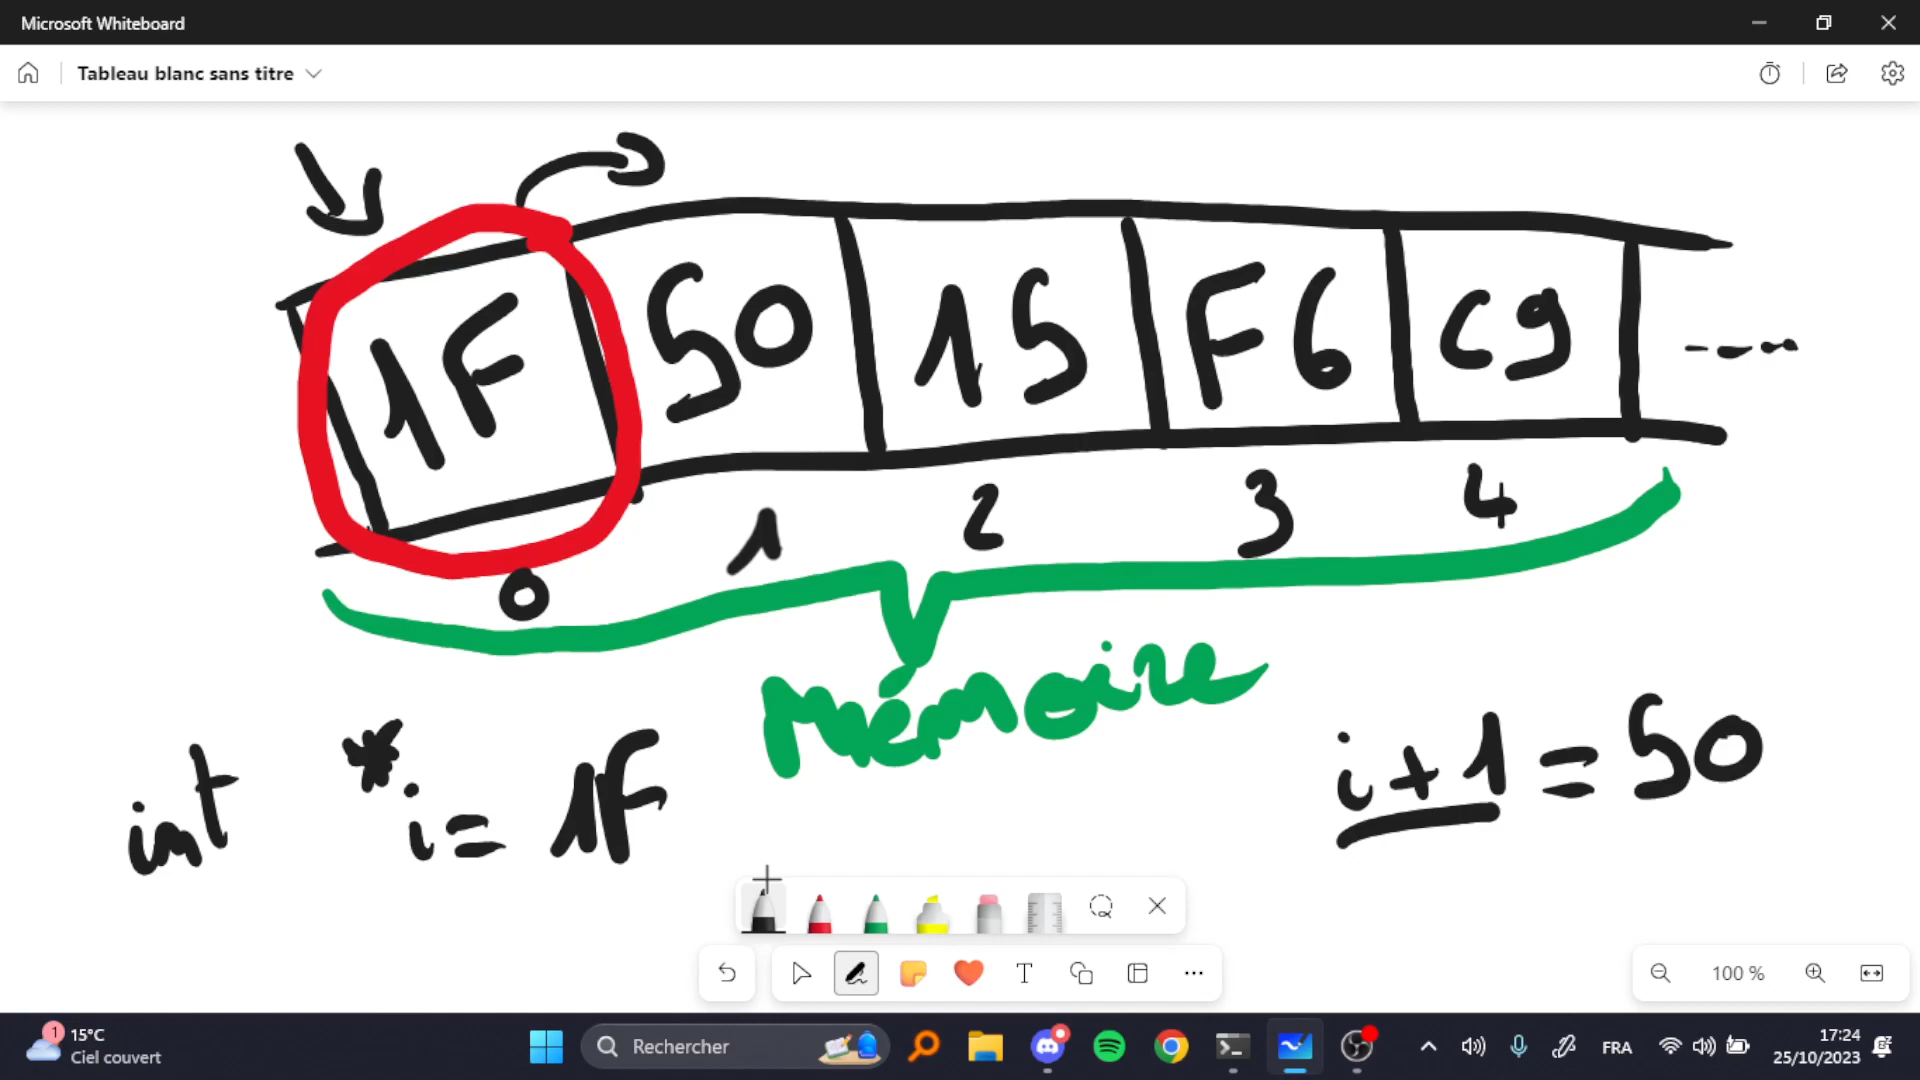 Microsoft Whiteboard
Tableau blanc sans titre
1F 50 15 F6 C9 ----
0 1 2 3 4
Mémoire
int *i = 1F
i+1 = 50
T
100 %
1
15°C
Ciel couvert
Rechercher
FRA
17:24
25/10/2023